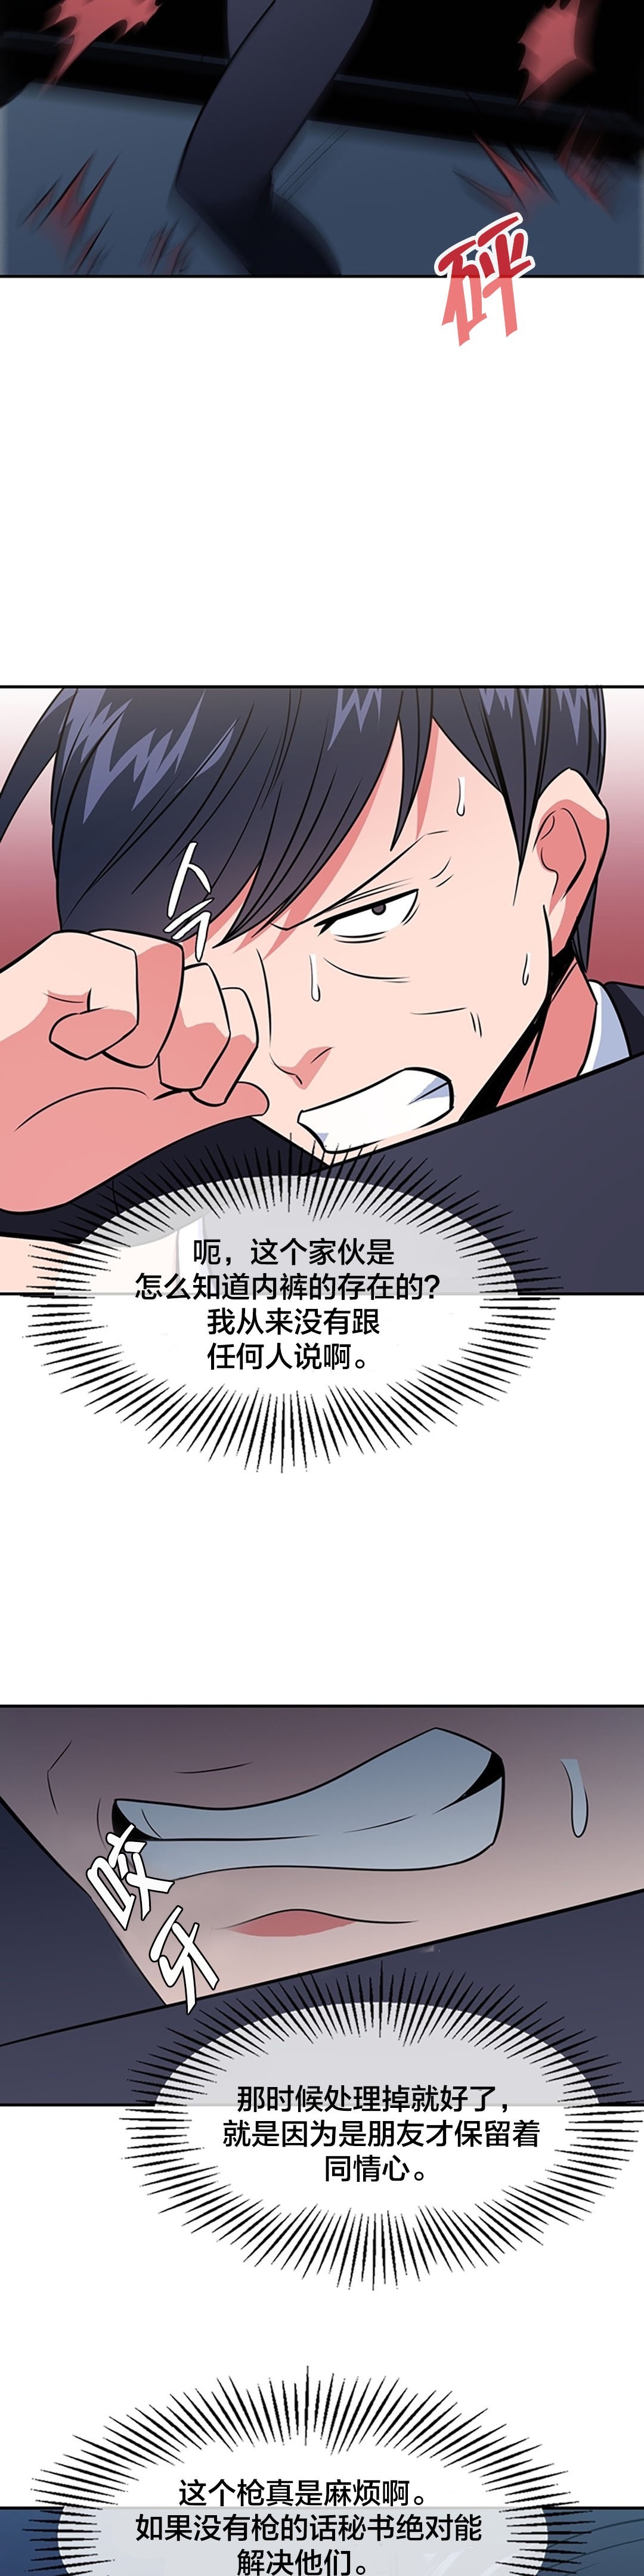 砰
呃，这个家伙是
怎么知道内裤的存在的?
我从来没有跟
任何人说啊。
咬
牙
那时候处理掉就好了，
就是因为是朋友才保留着
同情心。
这个枪真是麻烦啊。
如果没有枪的话秘书绝对能
解决他们。